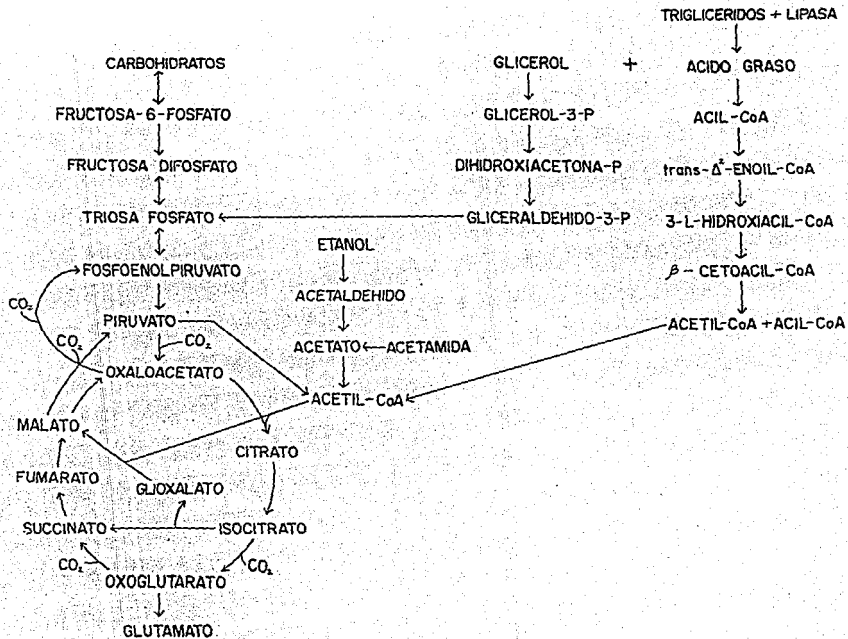 TRIGLICERIDOS + LIPASA
CARBOHIDRATOS
GLICEROL + ACIDO GRASO
FRUCTOSA-6-FOSFATO
GLICEROL-3-P
ACIL-CoA
FRUCTOSA DIFOSFATO
DIHIDROXIACETONA-P
trans-Δ²-ENOIL-CoA
TRIOSA FOSFATO
GLICERALDEHIDO-3-P
3-L-HIDROXIACIL-CoA
ETANOL
FOSFOENOLPIRUVATO
β-CETOACIL-CoA
ACETALDEHIDO
CO₂
PIRUVATO
ACETIL-CoA + ACIL-CoA
CO₂
CO₂
ACETATO
ACETAMIDA
OXALOACETATO
ACETIL-CoA
MALATO
CITRATO
FUMARATO
GLIOXALATO
SUCCINATO
ISOCITRATO
CO₂
CO₂
OXOGLUTARATO
GLUTAMATO